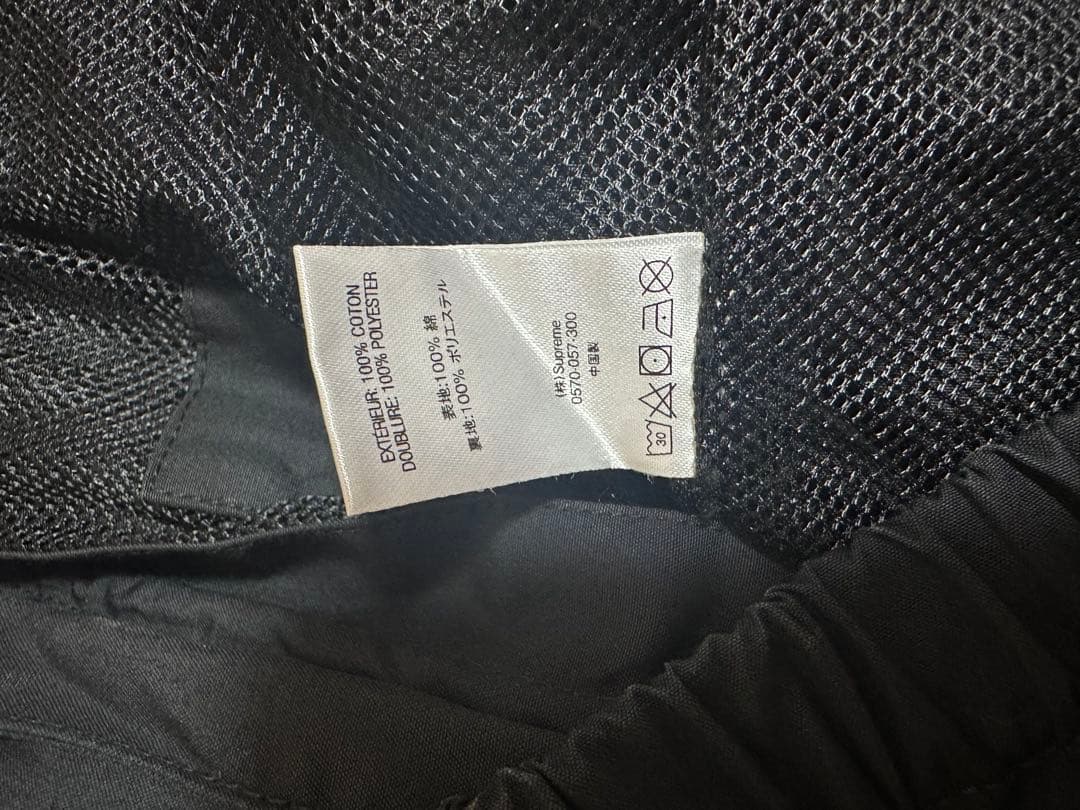 EXTÉRIEUR: 100% COTON
DOUBLURE: 100% POLYESTER
表地:100% 綿
裏地:100% ポリエステル
(株)Supreme
0570-057-300
中国製
30